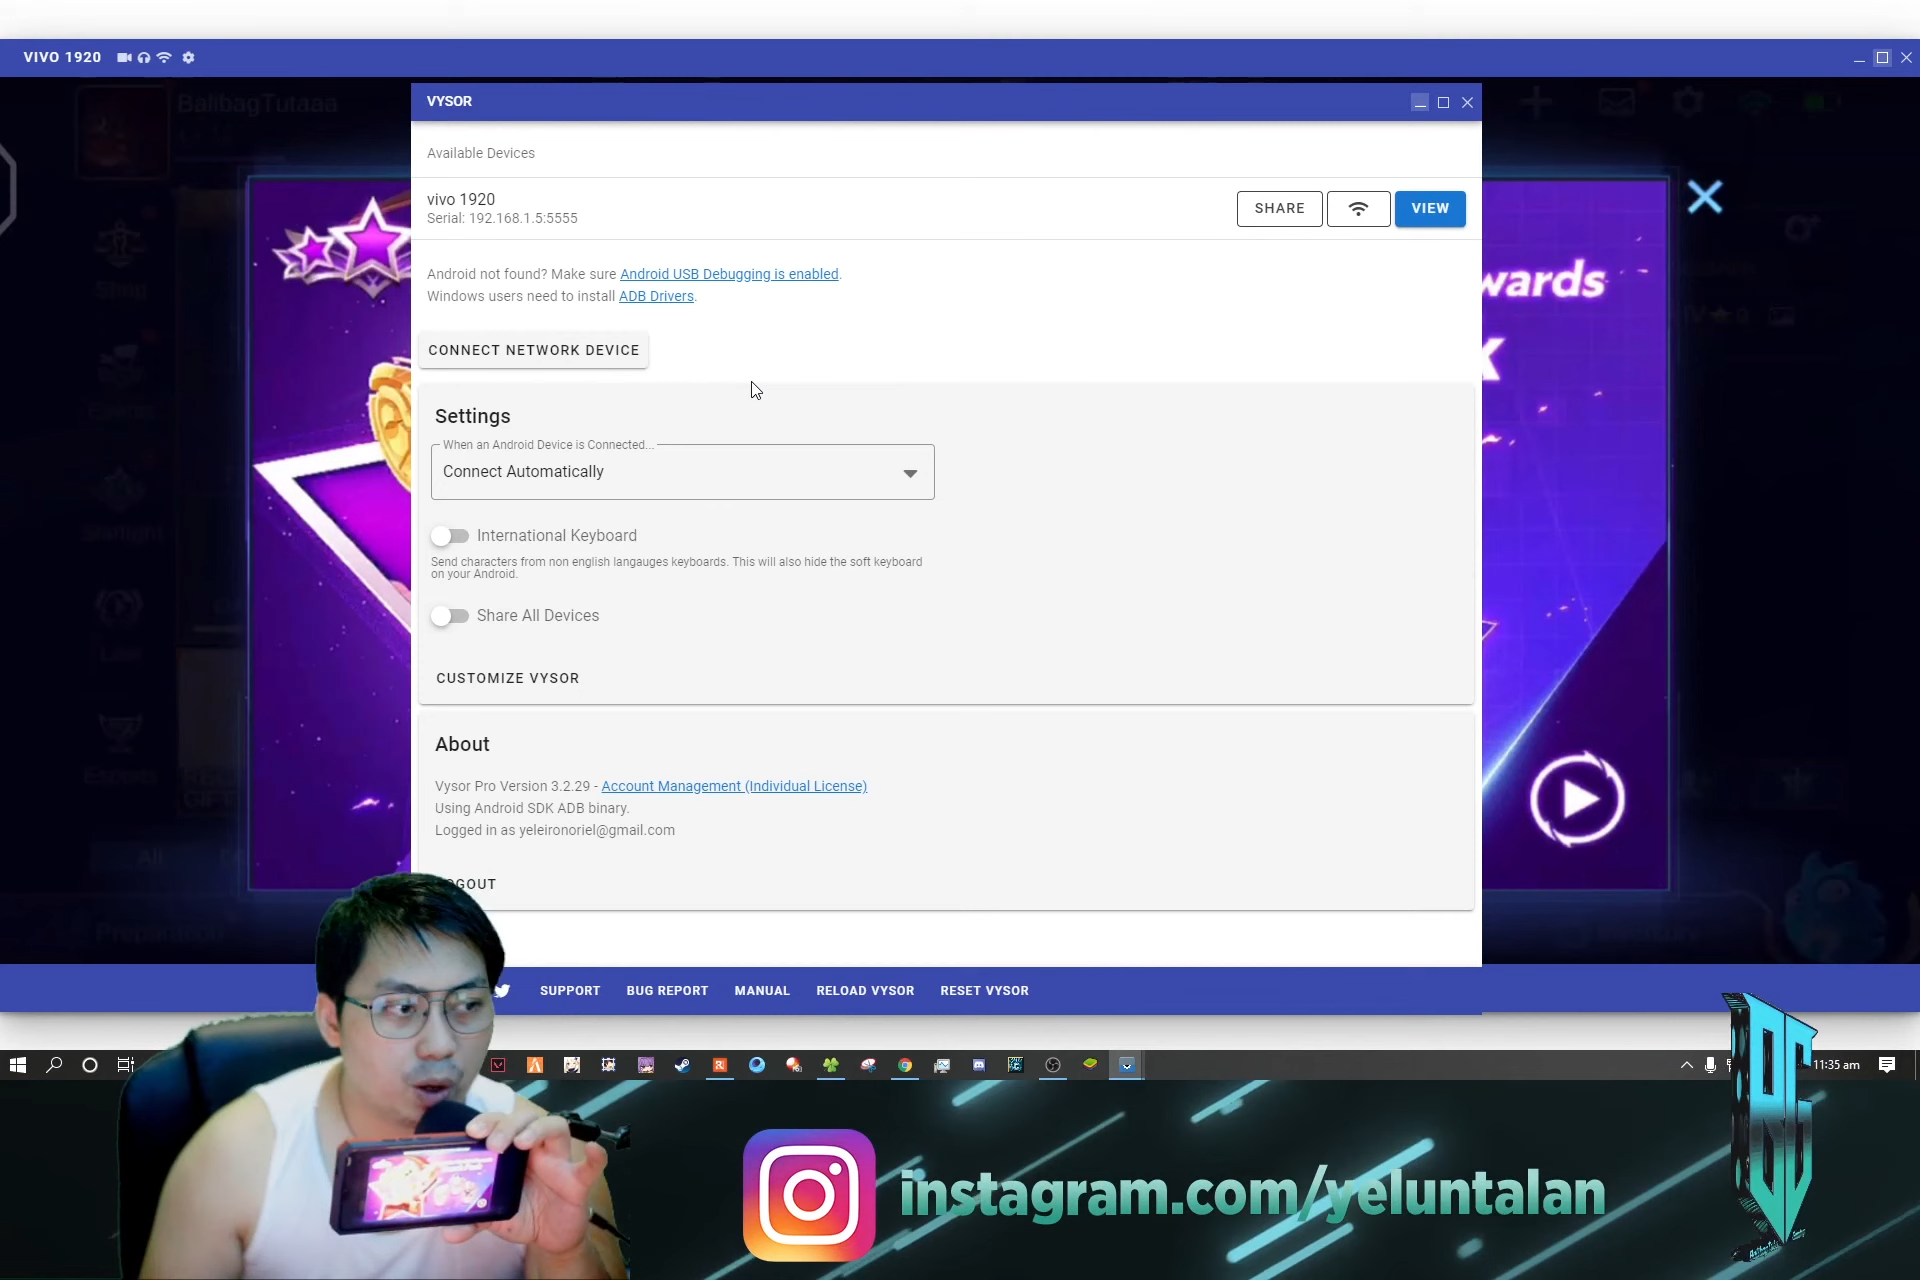 VIVO 1920
BalibagTutaaa
VYSOR
Available Devices
vivo 1920
Serial: 192.168.1.5:5555
SHARE
VIEW
wards
X
Android not found? Make sure Android USB Debugging is enabled.
Windows users need to install ADB Drivers.
CONNECT NETWORK DEVICE
Settings
When an Android Device is Connected...
Connect Automatically
International Keyboard
Send characters from non english langauges keyboards. This will also hide the soft keyboard
on your Android.
Share All Devices
CUSTOMIZE VYSOR
About
Vysor Pro Version 3.2.29 - Account Management (Individual License)
Using Android SDK ADB binary.
Logged in as yeleironoriel@gmail.com
All
OGOUT
Preparation
SUPPORT
BUG REPORT
MANUAL
RELOAD VYSOR
RESET VYSOR
11:35 am
instagram.com/yeluntalan